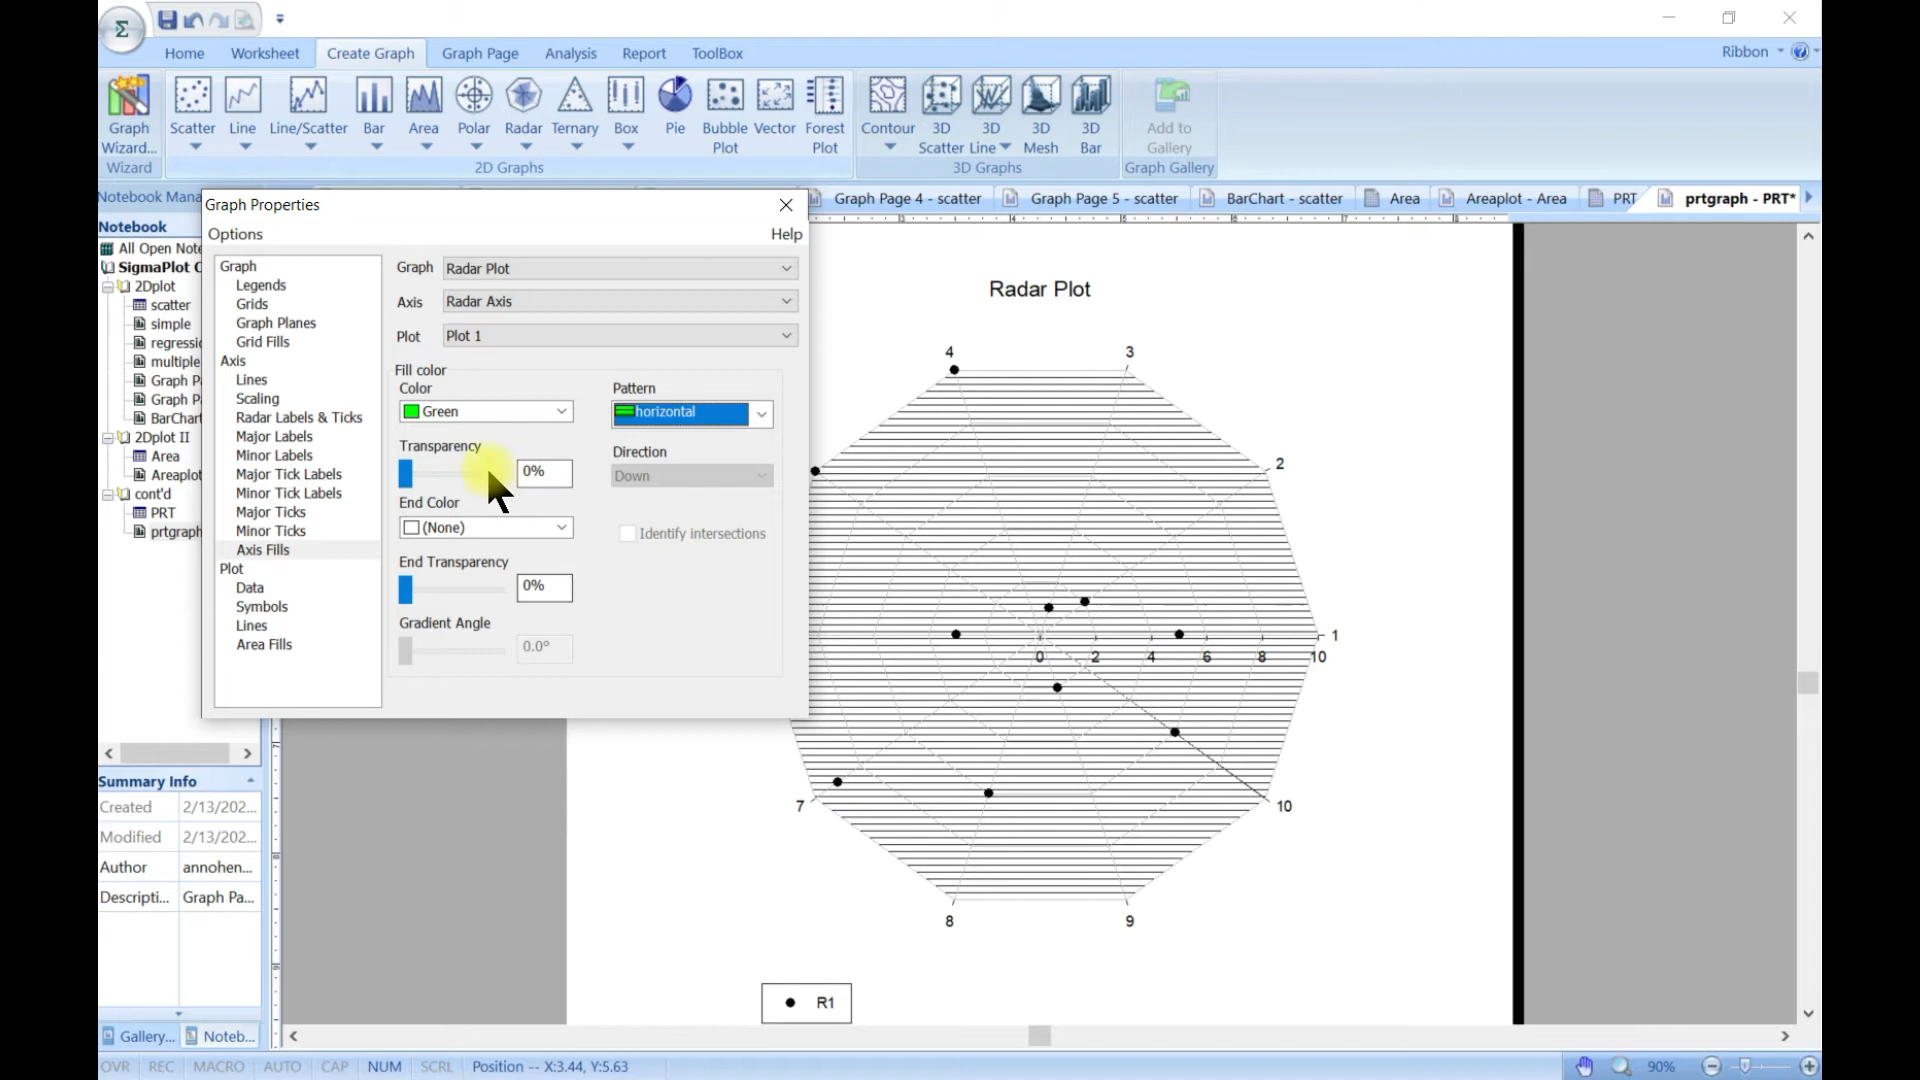 Σ
Home Worksheet Create Graph Graph Page Analysis Report ToolBox
Ribbon
Graph Wizard...
Scatter
Line
Line/Scatter
Bar
Area
Polar
Radar
Ternary
Box
Pie
Bubble Plot
Vector
Forest Plot
Contour
3D Scatter
3D Line
3D Mesh
3D Bar
Add to Gallery
Wizard
2D Graphs
3D Graphs
Graph Gallery
Notebook Mana
Graph Page 4 - scatter
Graph Page 5 - scatter
BarChart - scatter
Area
Areaplot - Area
PRT
prtgraph - PRT*
Notebook
All Open Note
SigmaPlot C
2Dplot
scatter
simple
regressio
multiple
Graph P
Graph P
BarChart
2Dplot II
Area
Areaplot
cont'd
PRT
prtgraph
Graph Properties
Options
Help
Graph
Legends
Grids
Graph Planes
Grid Fills
Axis
Lines
Scaling
Radar Labels & Ticks
Major Labels
Minor Labels
Major Tick Labels
Minor Tick Labels
Major Ticks
Minor Ticks
Axis Fills
Plot
Data
Symbols
Lines
Area Fills
Graph Radar Plot
Axis Radar Axis
Plot Plot 1
Fill color
Color
Green
Pattern
horizontal
Transparency
0%
Direction
Down
End Color
(None)
Identify intersections
End Transparency
0%
Gradient Angle
0.0°
Radar Plot
4 3
2
1
0 2 4 6 8 10
7 10
8 9
R1
Summary Info
Created 2/13/202...
Modified 2/13/202...
Author annohen...
Descripti... Graph Pa...
Gallery... Noteb...
OVR REC MACRO AUTO CAP NUM SCRL Position -- X:3.44, Y:5.63
90%